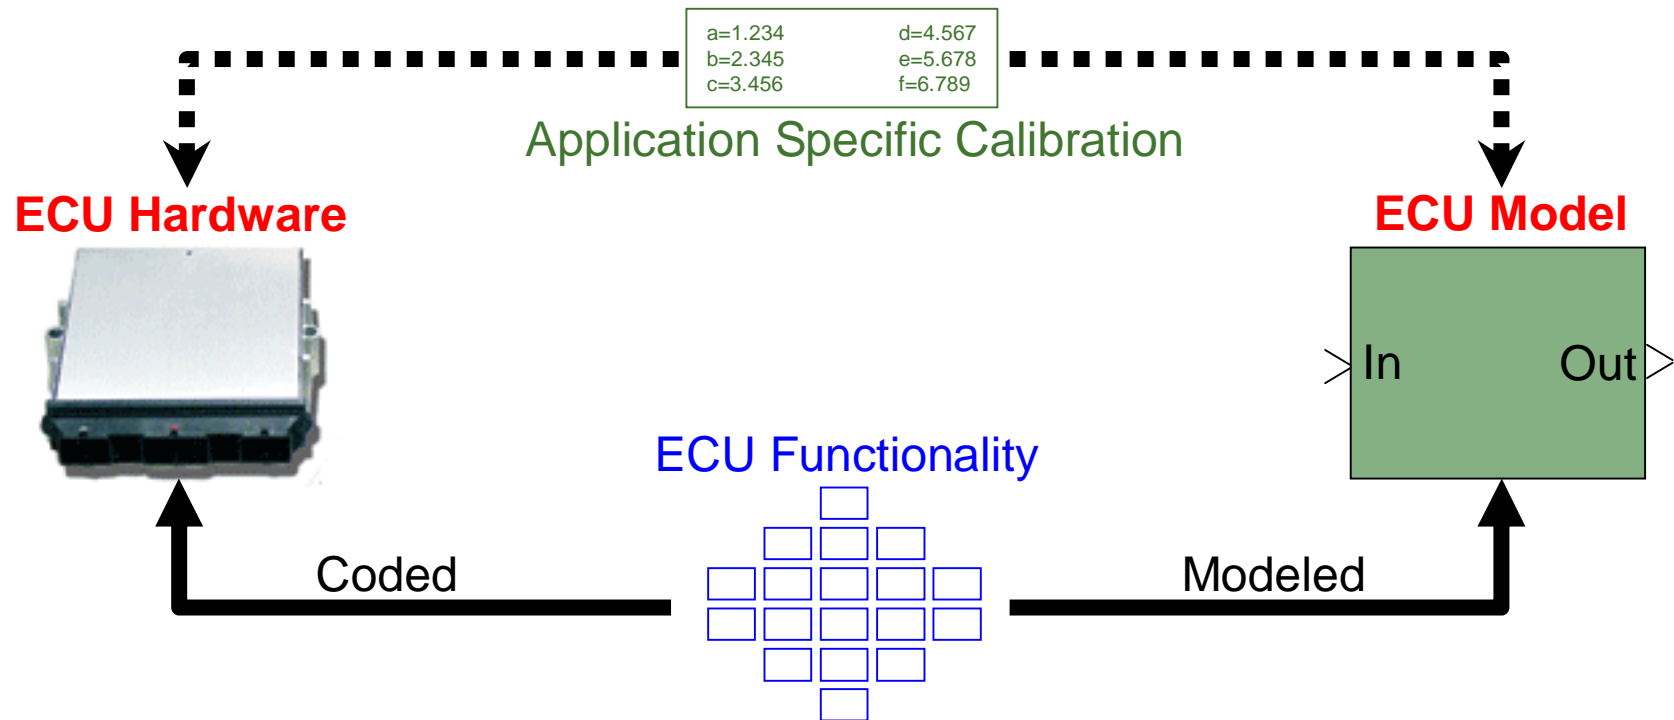 a=1.234 d=4.567
b=2.345 e=5.678
c=3.456 f=6.789
Application Specific Calibration
ECU Hardware
ECU Model
In Out
ECU Functionality
Coded
Modeled